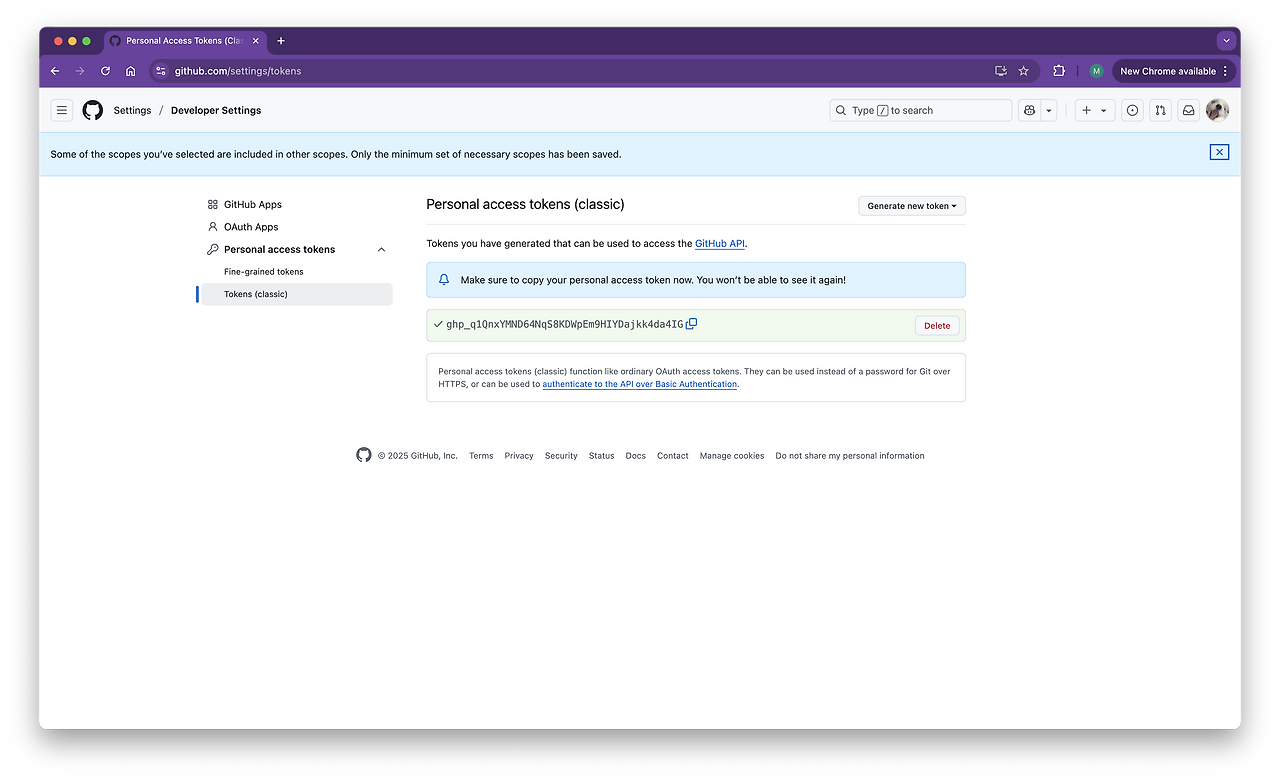 Personal Access Tokens (Clas
github.com/settings/tokens
M
New Chrome available
Settings / Developer Settings
Type / to search
Some of the scopes you've selected are included in other scopes. Only the minimum set of necessary scopes has been saved.
GitHub Apps
OAuth Apps
Personal access tokens
Fine-grained tokens
Tokens (classic)
Personal access tokens (classic)
Generate new token
Tokens you have generated that can be used to access the GitHub API.
Make sure to copy your personal access token now. You won't be able to see it again!
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
Delete
Personal access tokens (classic) function like ordinary OAuth access tokens. They can be used instead of a password for Git over
HTTPS, or can be used to authenticate to the API over Basic Authentication.
© 2025 GitHub, Inc. Terms Privacy Security Status Docs Contact Manage cookies Do not share my personal information